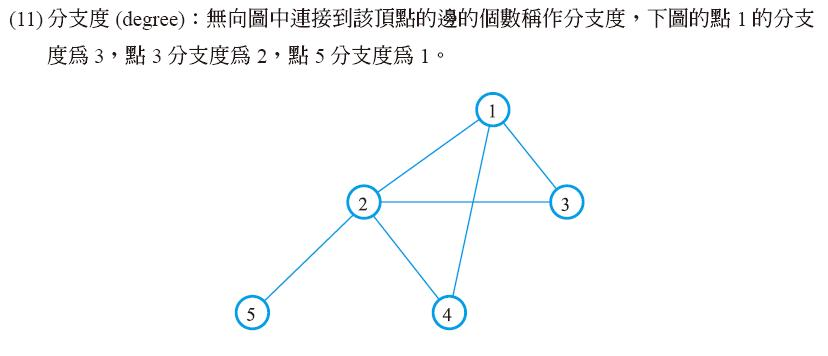 (11) 分支度 (degree)：無向圖中連接到該頂點的邊的個數稱作分支度，下圖的點 1 的分支
度爲 3，點 3 分支度爲 2，點 5 分支度爲 1。
1
2
3
5
4